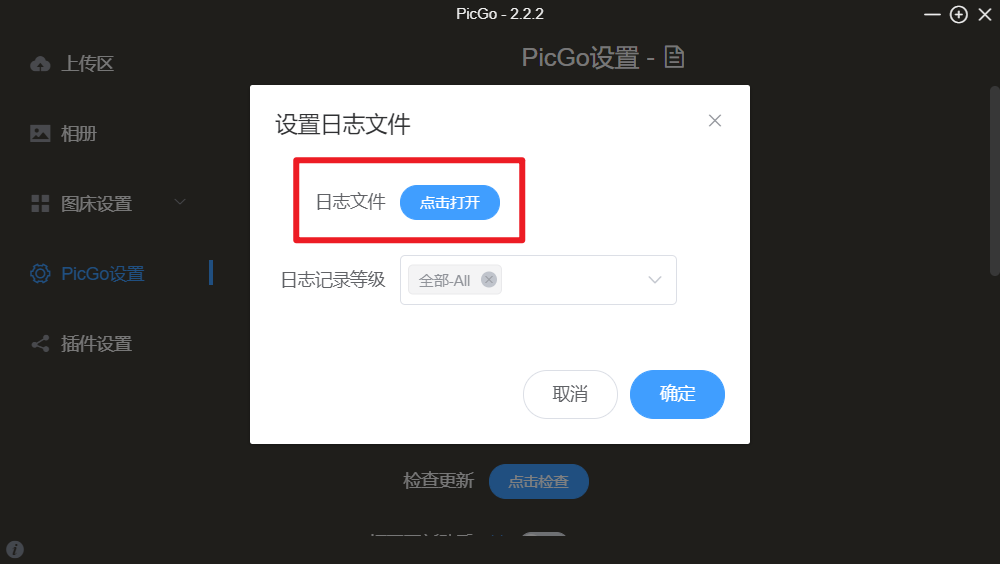 PicGo - 2.2.2
上传区
PicGo设置 -
相册
设置日志文件
图床设置
日志文件 点击打开
PicGo设置
日志记录等级 全部-All
插件设置
取消 确定
检查更新 点击检查